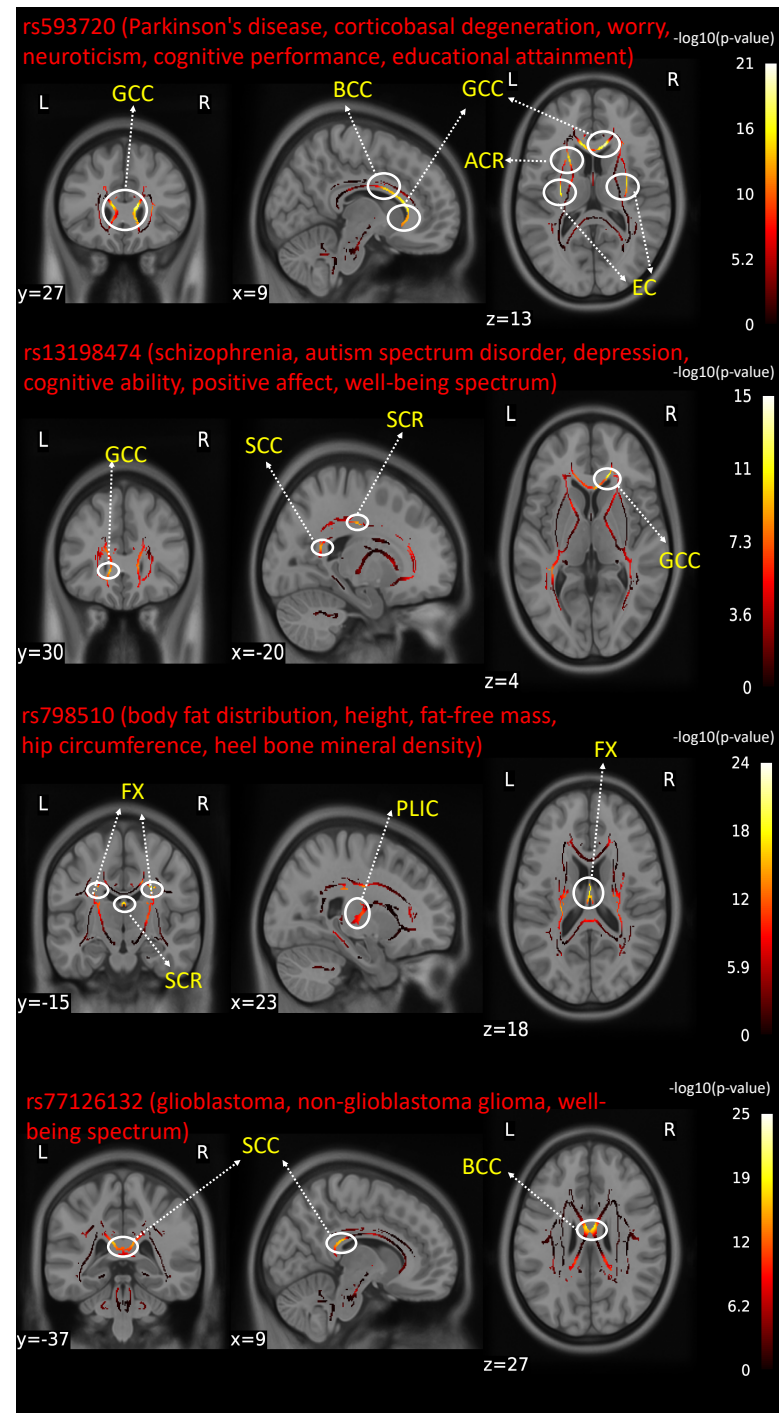 rs593720 (Parkinson's disease, corticobasal degeneration, worry,
neuroticism, cognitive performance, educational attainment)
-log10(p-value)
21
16
10
5.2
0
L
GCC
R
BCC
GCC
L
R
ACR
EC
y=27
x=9
z=13
rs13198474 (schizophrenia, autism spectrum disorder, depression,
cognitive ability, positive affect, well-being spectrum)
-log10(p-value)
15
11
7.3
3.6
0
L
GCC
R
SCC
SCR
L
R
GCC
y=30
x=-20
z=4
rs798510 (body fat distribution, height, fat-free mass,
hip circumference, heel bone mineral density)
-log10(p-value)
24
18
12
5.9
0
L
FX
R
SCR
PLIC
FX
L
R
y=-15
x=23
z=18
rs77126132 (glioblastoma, non-glioblastoma glioma, well-
being spectrum)
-log10(p-value)
25
19
12
6.2
0
L
R
SCC
BCC
L
R
y=-37
x=9
z=27